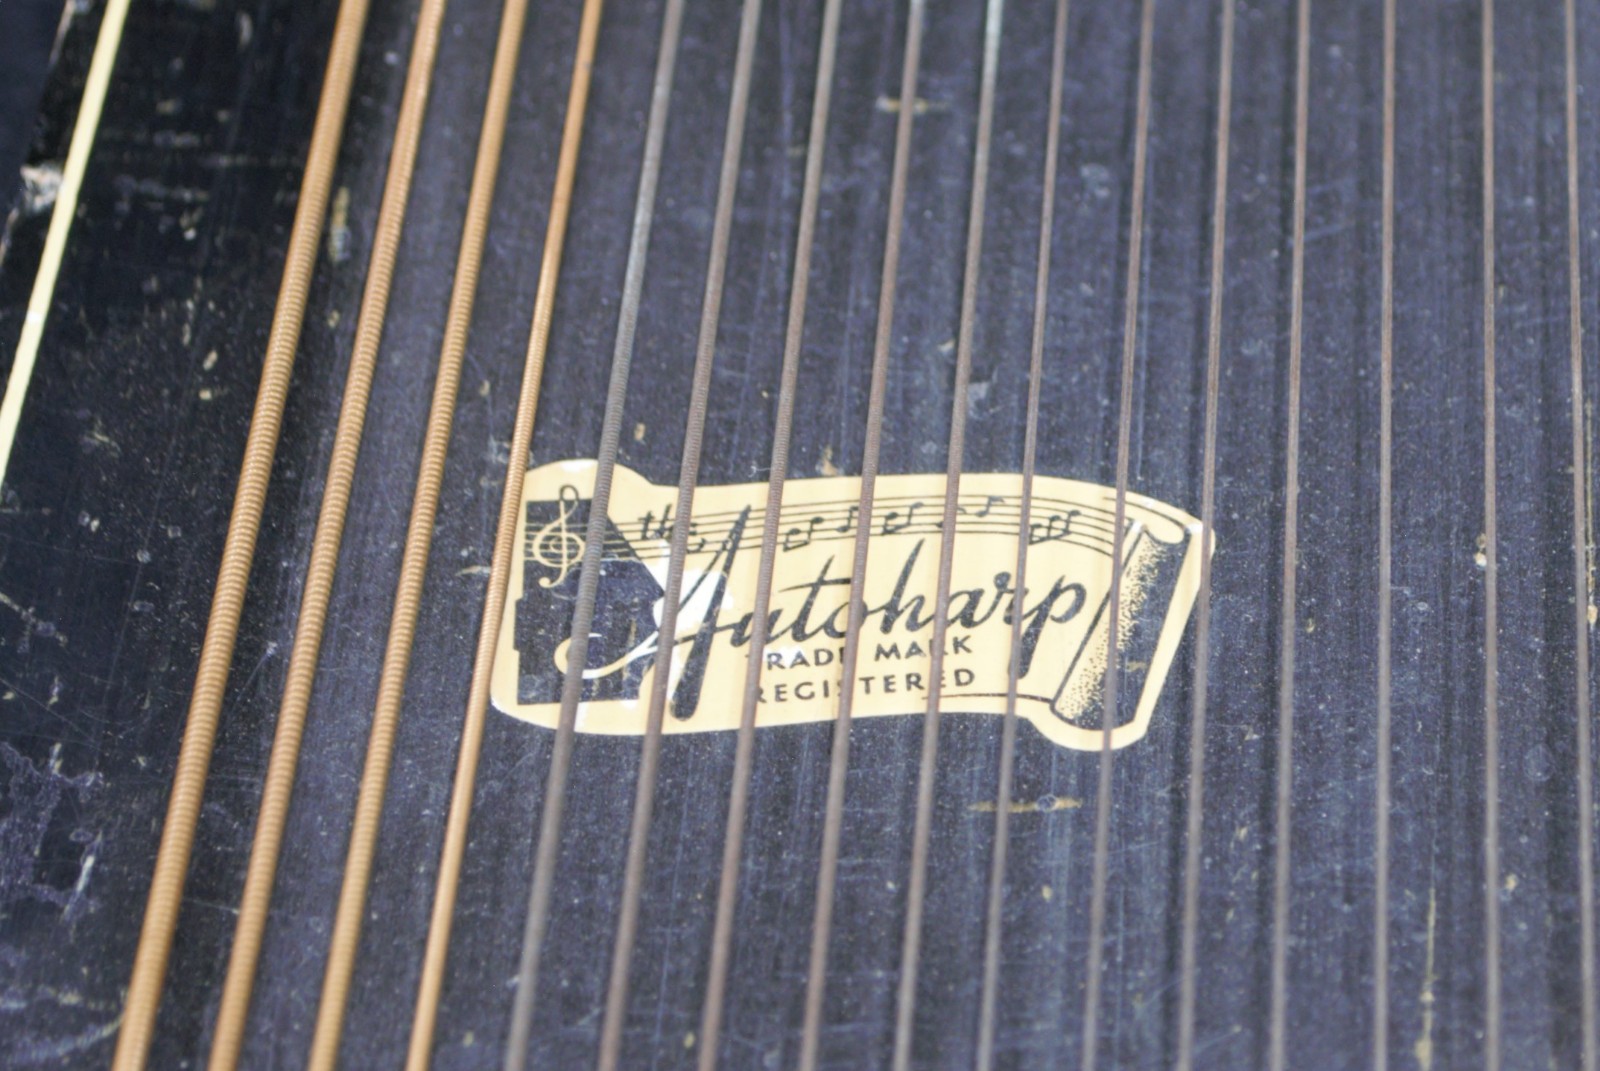 the
Autoharp
TRADE MARK
REGISTERED